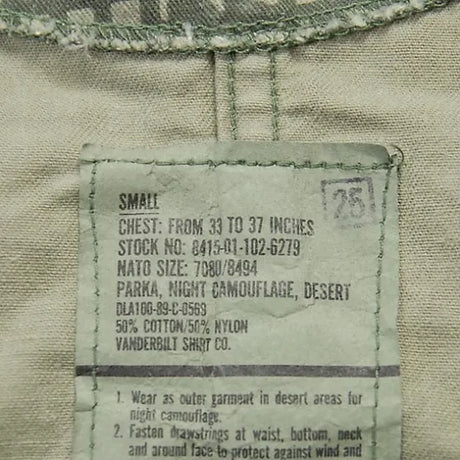 SMALL
25
CHEST: FROM 33 TO 37 INCHES
STOCK NO: 8415-01-102-6279
NATO SIZE: 7080/8494
PARKA, NIGHT CAMOUFLAGE, DESERT
DLA100-89-C-0563
50% COTTON/50% NYLON
VANDERBILT SHIRT CO.
1. Wear as outer garment in desert areas for
night camouflage.
2. Fasten drawstrings at waist, bottom, neck
and around face to protect against wind and